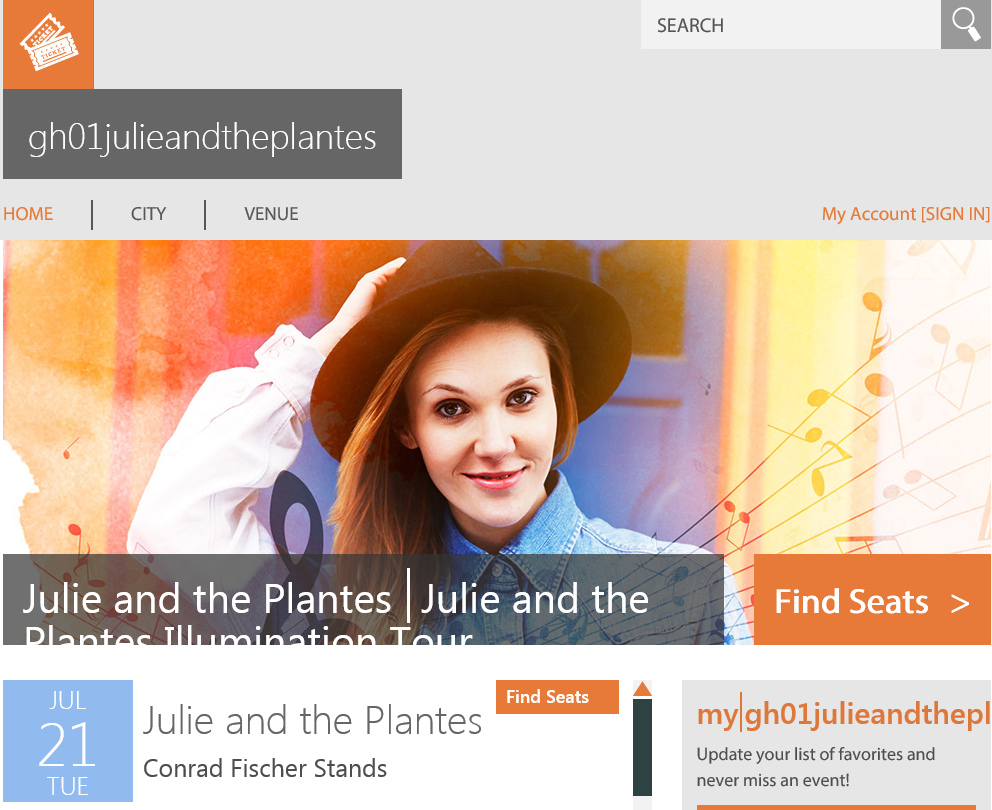 TICKET
TICKET
SEARCH
gh01julieandtheplantes
HOME
CITY
VENUE
My Account [SIGN IN]
Julie and the Plantes | Julie and the
Plantes Illumination Tour
Find Seats >
JUL
21
TUE
Julie and the Plantes
Conrad Fischer Stands
Find Seats
my|gh01julieandthepl
Update your list of favorites and
never miss an event!